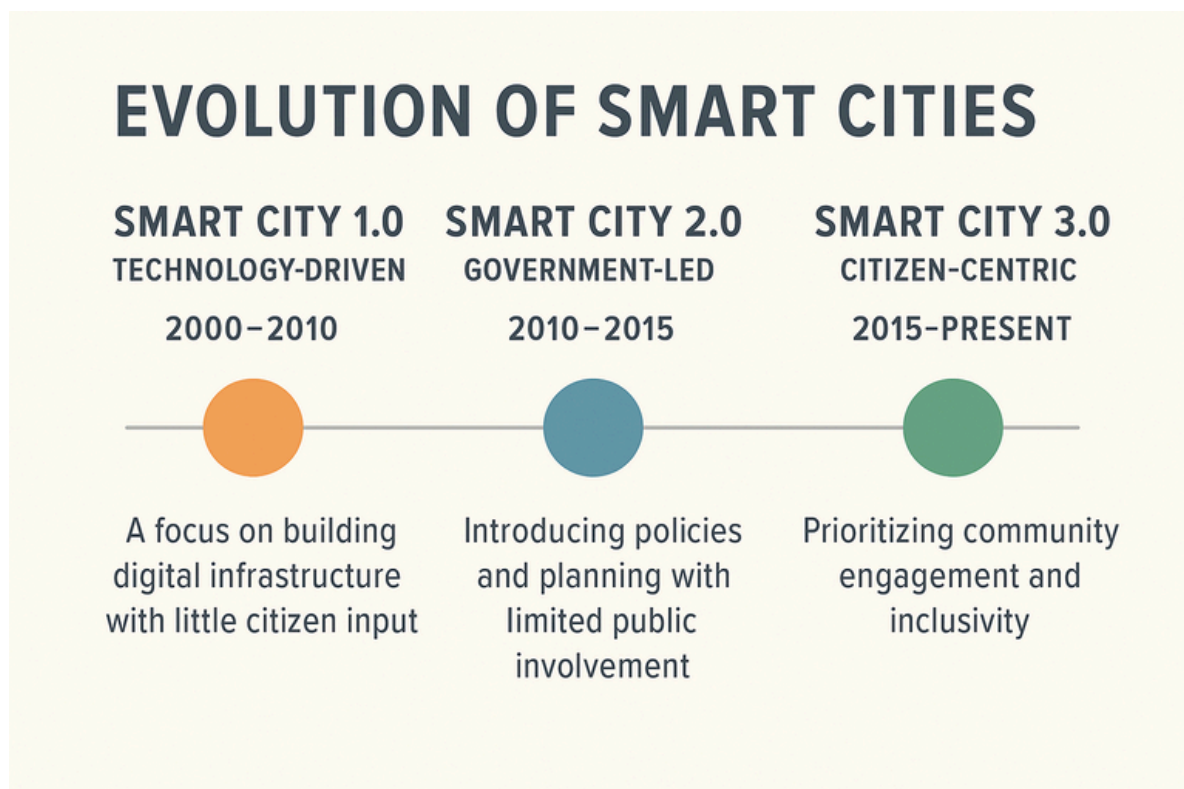 EVOLUTION OF SMART CITIES
SMART CITY 1.0
TECHNOLOGY-DRIVEN
2000–2010
A focus on building
digital infrastructure
with little citizen input
SMART CITY 2.0
GOVERNMENT-LED
2010–2015
Introducing policies
and planning with
limited public
involvement
SMART CITY 3.0
CITIZEN-CENTRIC
2015–PRESENT
Prioritizing community
engagement and
inclusivity